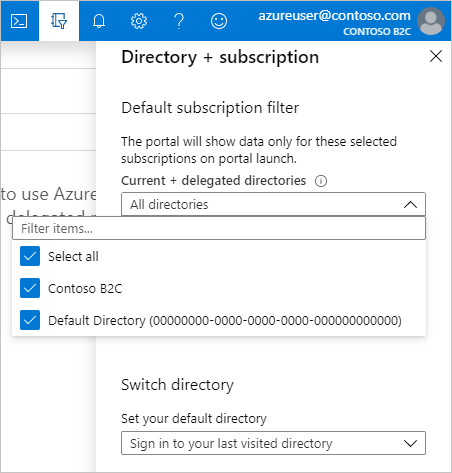 azureuser@contoso.com
CONTOSO B2C
Directory + subscription
Default subscription filter
The portal will show data only for these selected
subscriptions on portal launch.
Current + delegated directories
All directories
to use Azure
delegated
Filter items...
Select all
Contoso B2C
Default Directory (00000000-0000-0000-0000-000000000000)
Switch directory
Set your default directory
Sign in to your last visited directory